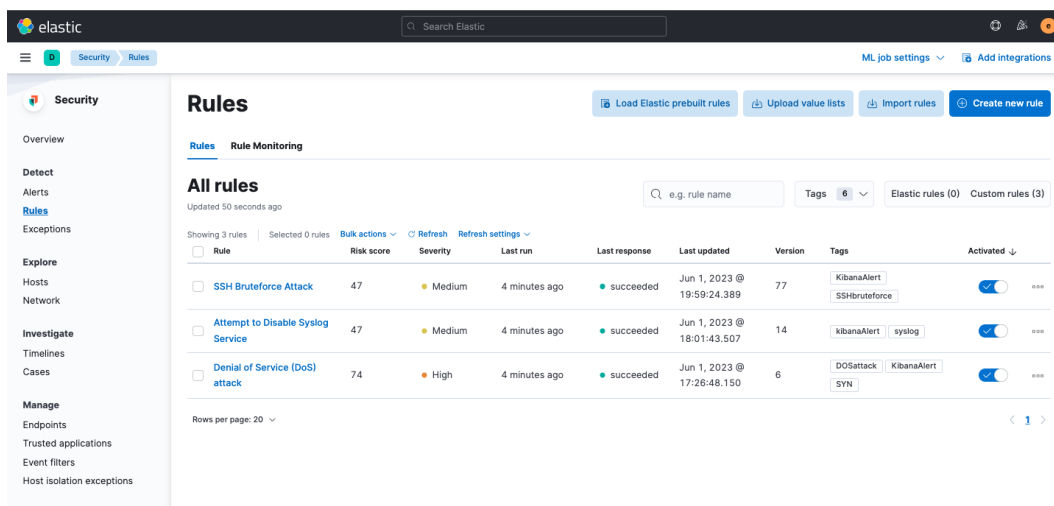 elastic
Search Elastic
e
D
Security
Rules
ML job settings
Add integrations
Security
Overview
Detect
Alerts
Rules
Exceptions
Explore
Hosts
Network
Investigate
Timelines
Cases
Manage
Endpoints
Trusted applications
Event filters
Host isolation exceptions
Rules
Load Elastic prebuilt rules
Upload value lists
Import rules
Create new rule
Rules Rule Monitoring
All rules
Updated 50 seconds ago
e.g. rule name
Tags 6
Elastic rules (0) Custom rules (3)
Showing 3 rules Selected 0 rules Bulk actions Refresh Refresh settings
Rule Risk score Severity Last run Last response Last updated Version Tags Activated
SSH Bruteforce Attack 47 Medium 4 minutes ago succeeded Jun 1, 2023 @ 77 KibanaAlert
19:59:24.389 SSHbruteforce
Attempt to Disable Syslog 47 Medium 4 minutes ago succeeded Jun 1, 2023 @ 14 kibanaAlert syslog
Service 18:01:43.507
Denial of Service (DoS) 74 High 4 minutes ago succeeded Jun 1, 2023 @ 6 DOSattack KibanaAlert
attack 17:26:48.150 SYN
Rows per page: 20
1